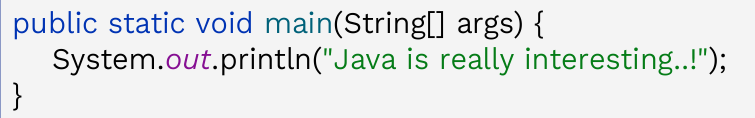 public static void main(String[] args) {
System.out.println("Java is really interesting..!");
}